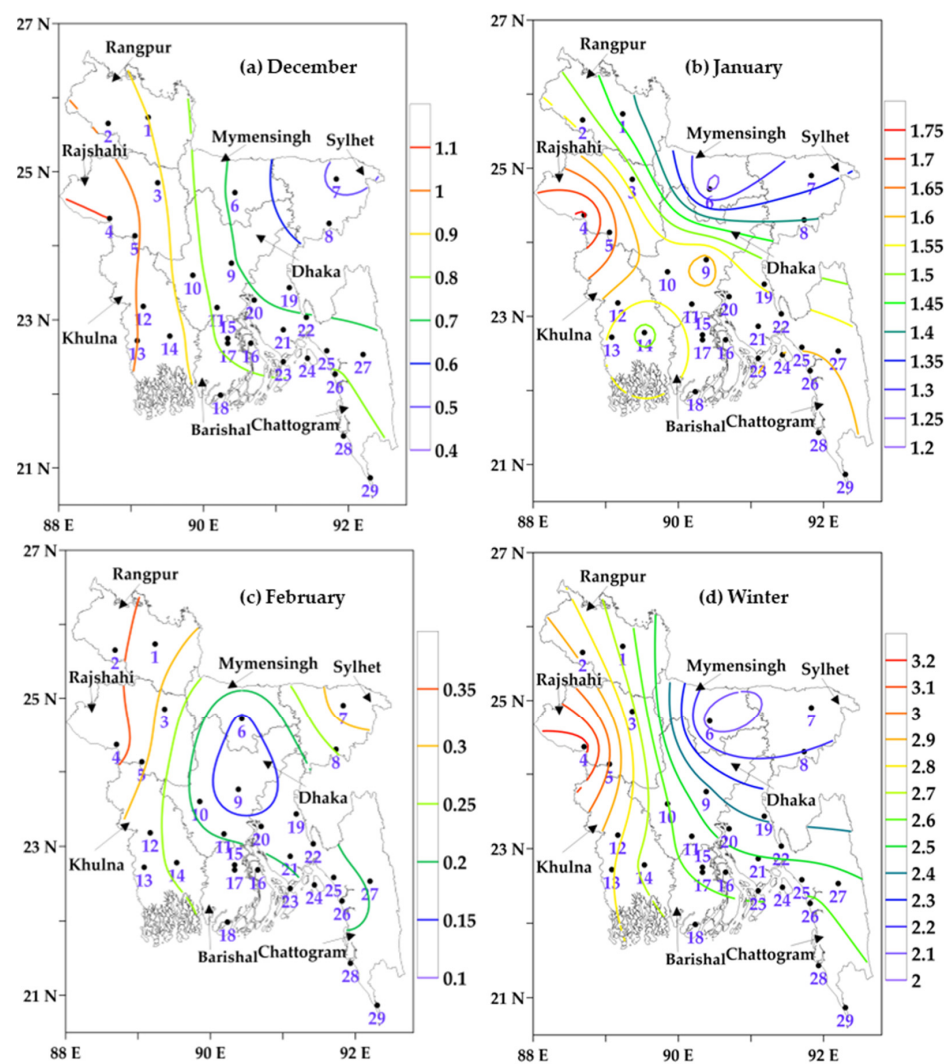 27 N
Rangpur
(a) December
2
1
Mymensingh
Sylhet
25 N
Rajshahi
3
6
7
4
5
8
Dhaka
9
10
19
23 N
Khulna
12
11
20
22
15
21
13
14
17
16
23
24
25
27
26
18
Barishal
Chattogram
28
21 N
29
88 E
90 E
92 E
1.1
1
0.9
0.8
0.7
0.6
0.5
0.4
27 N
Rangpur
(b) January
2
1
Mymensingh
Sylhet
25 N
Rajshahi
3
6
7
4
5
8
Dhaka
9
10
19
23 N
Khulna
12
11
20
22
15
21
13
14
17
16
23
24
25
27
26
18
Barishal
Chattogram
28
21 N
29
88 E
90 E
92 E
1.75
1.7
1.65
1.6
1.55
1.5
1.45
1.4
1.35
1.3
1.25
1.2
27 N
Rangpur
(c) February
2
1
Mymensingh
Sylhet
25 N
Rajshahi
3
6
7
4
5
8
Dhaka
9
10
19
23 N
Khulna
12
11
20
22
15
21
13
14
17
16
23
24
25
27
26
18
Barishal
Chattogram
28
21 N
29
88 E
90 E
92 E
0.35
0.3
0.25
0.2
0.15
0.1
27 N
Rangpur
(d) Winter
2
1
Mymensingh
Sylhet
25 N
Rajshahi
3
6
7
4
5
8
Dhaka
9
10
19
23 N
Khulna
12
11
20
22
15
21
13
14
17
16
23
24
25
27
26
18
Barishal
Chattogram
28
21 N
29
88 E
90 E
92 E
3.2
3.1
3
2.9
2.8
2.7
2.6
2.5
2.4
2.3
2.2
2.1
2